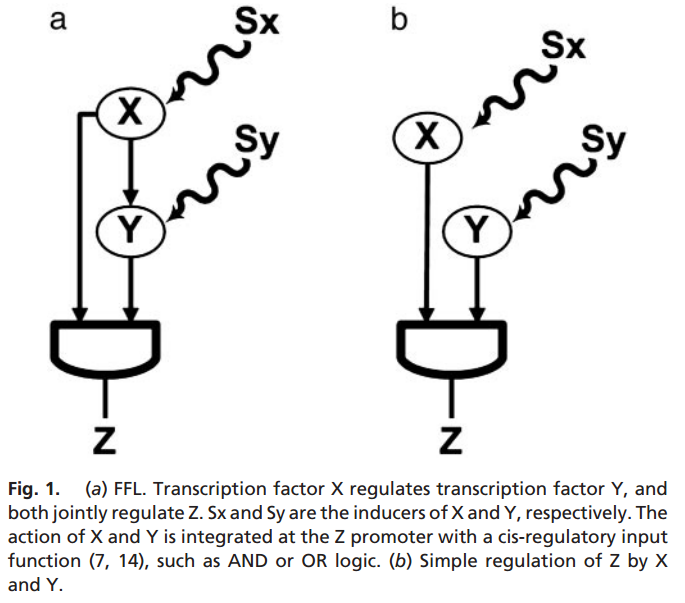 a
Sx
X
Sy
Y
Z
b
Sx
X
Sy
Y
Z
Fig. 1. (a) FFL. Transcription factor X regulates transcription factor Y, and
both jointly regulate Z. Sx and Sy are the inducers of X and Y, respectively. The
action of X and Y is integrated at the Z promoter with a cis-regulatory input
function (7, 14), such as AND or OR logic. (b) Simple regulation of Z by X
and Y.